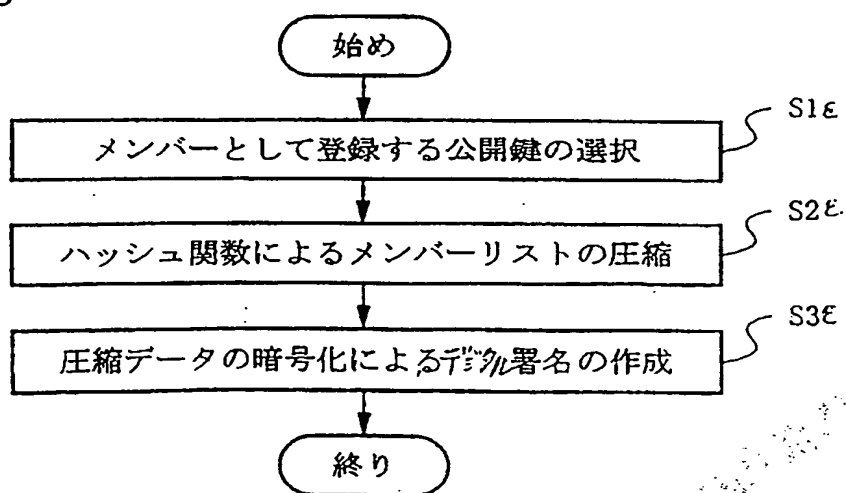 始め
メンバーとして登録する公開鍵の選択
S1ε
ハッシュ関数によるメンバーリストの圧縮
S2ε
圧縮データの暗号化によるデジタル署名の作成
S3ε
終り